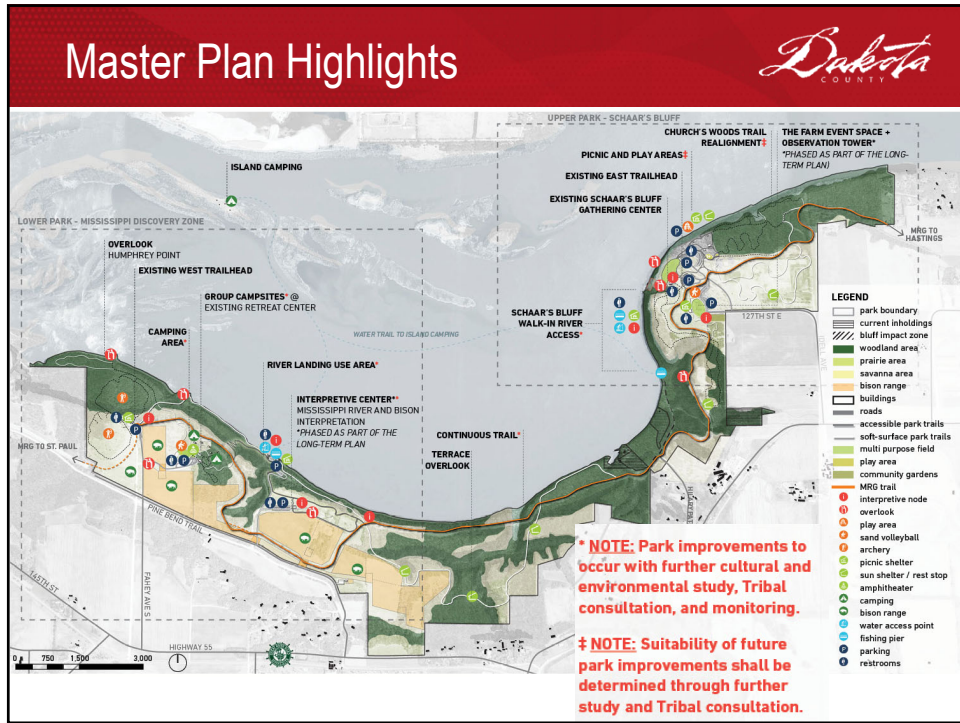 Master Plan Highlights
Dakota
COUNTY
UPPER PARK - SCHAAR'S BLUFF
CHURCH'S WOODS TRAIL
REALIGNMENT‡
THE FARM EVENT SPACE +
OBSERVATION TOWER*
*PHASED AS PART OF THE LONG-
TERM PLAN)
PICNIC AND PLAY AREAS‡
EXISTING EAST TRAILHEAD
EXISTING SCHAAR'S BLUFF
GATHERING CENTER
ISLAND CAMPING
LOWER PARK - MISSISSIPPI DISCOVERY ZONE
OVERLOOK
HUMPHREY POINT
EXISTING WEST TRAILHEAD
GROUP CAMPSITES* @
EXISTING RETREAT CENTER
CAMPING
AREA*
WATER TRAIL TO ISLAND CAMPING
RIVER LANDING USE AREA*
INTERPRETIVE CENTER**
MISSISSIPPI RIVER AND BISON
INTERPRETATION
*PHASED AS PART OF THE
LONG-TERM PLAN
CONTINUOUS TRAIL*
TERRACE
OVERLOOK
SCHAAR'S BLUFF
WALK-IN RIVER
ACCESS*
MRG TO
HASTINGS
127TH ST E
MRG TO ST. PAUL
PINE BEND TRAIL
145TH ST
FAHEY AVE S
HIGHWAY 55
0 750 1,500 3,000
LEGEND
park boundary
current inholdings
bluff impact zone
woodland area
prairie area
savanna area
bison range
buildings
roads
accessible park trails
soft-surface park trails
multi purpose field
play area
community gardens
MRG trail
interpretive node
overlook
play area
sand volleyball
archery
picnic shelter
sun shelter / rest stop
amphitheater
camping
bison range
water access point
fishing pier
parking
restrooms
* NOTE: Park improvements to
occur with further cultural and
environmental study, Tribal
consultation, and monitoring.
‡ NOTE: Suitability of future
park improvements shall be
determined through further
study and Tribal consultation.